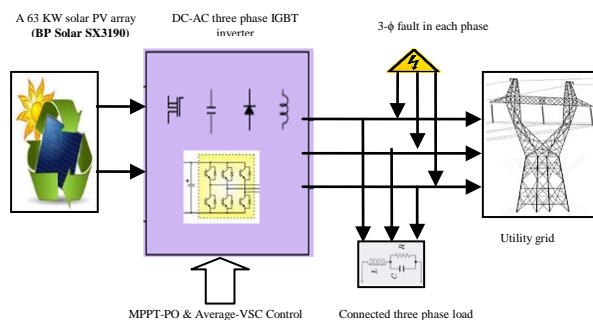 A 63 KW solar PV array
(BP Solar SX3190)
DC-AC three phase IGBT
inverter
3-ϕ fault in each phase
Utility grid
L
C
R
MPPT-PO & Average-VSC Control
Connected three phase load